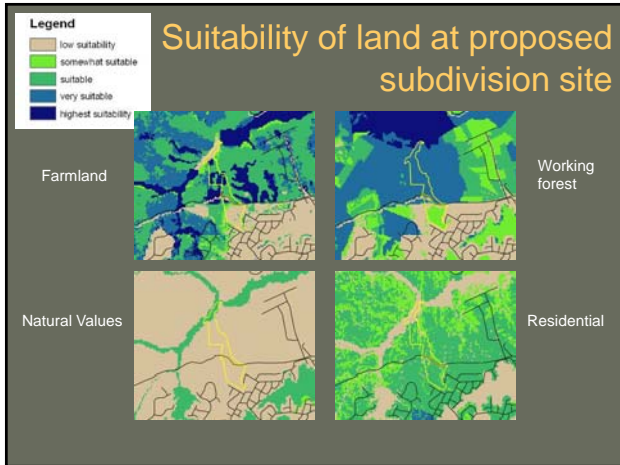 Legend
low suitability
somewhat suitable
suitable
very suitable
highest suitability
Suitability of land at proposed
subdivision site
Farmland
Working
forest
Natural Values
Residential